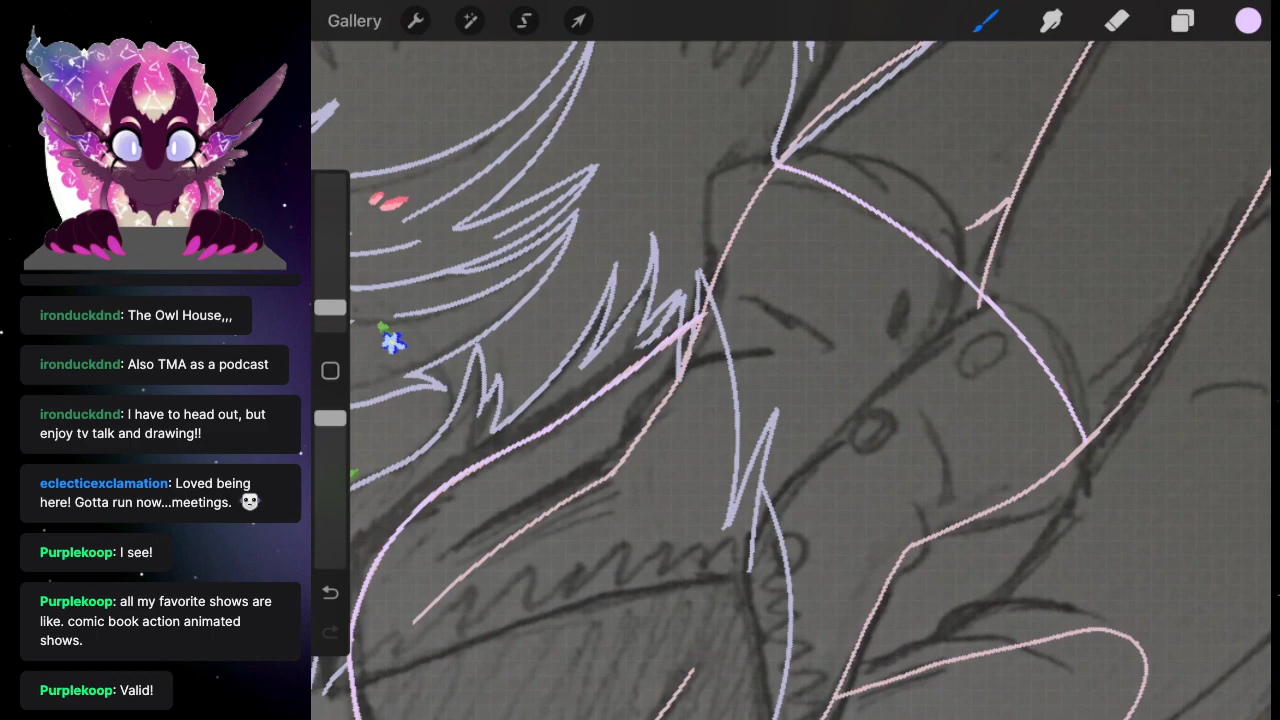 Gallery
ironduckdnd: The Owl House,,,
ironduckdnd: Also TMA as a podcast
ironduckdnd: I have to head out, but
enjoy tv talk and drawing!!
eclecticexclamation: Loved being
here! Gotta run now...meetings.
Purplekoop: I see!
Purplekoop: all my favorite shows are
like. comic book action animated
shows.
Purplekoop: Valid!